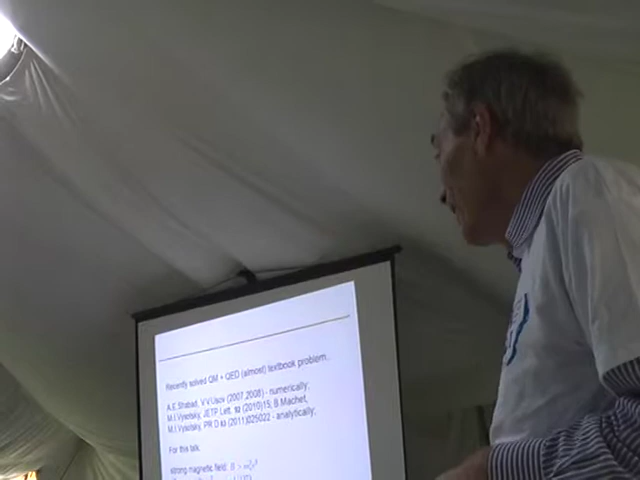 Recently solved QM + QED (almost) textbook problem.
A.E.Shabad, V.V.Usov (2007,2008) - numerically;
M.I.Vysotsky, JETP Lett. 92 (2010)15; B.Machet,
M.I.Vysotsky, PR D 83 (2011)025022 - analytically;
For this talk.
strong magnetic field: